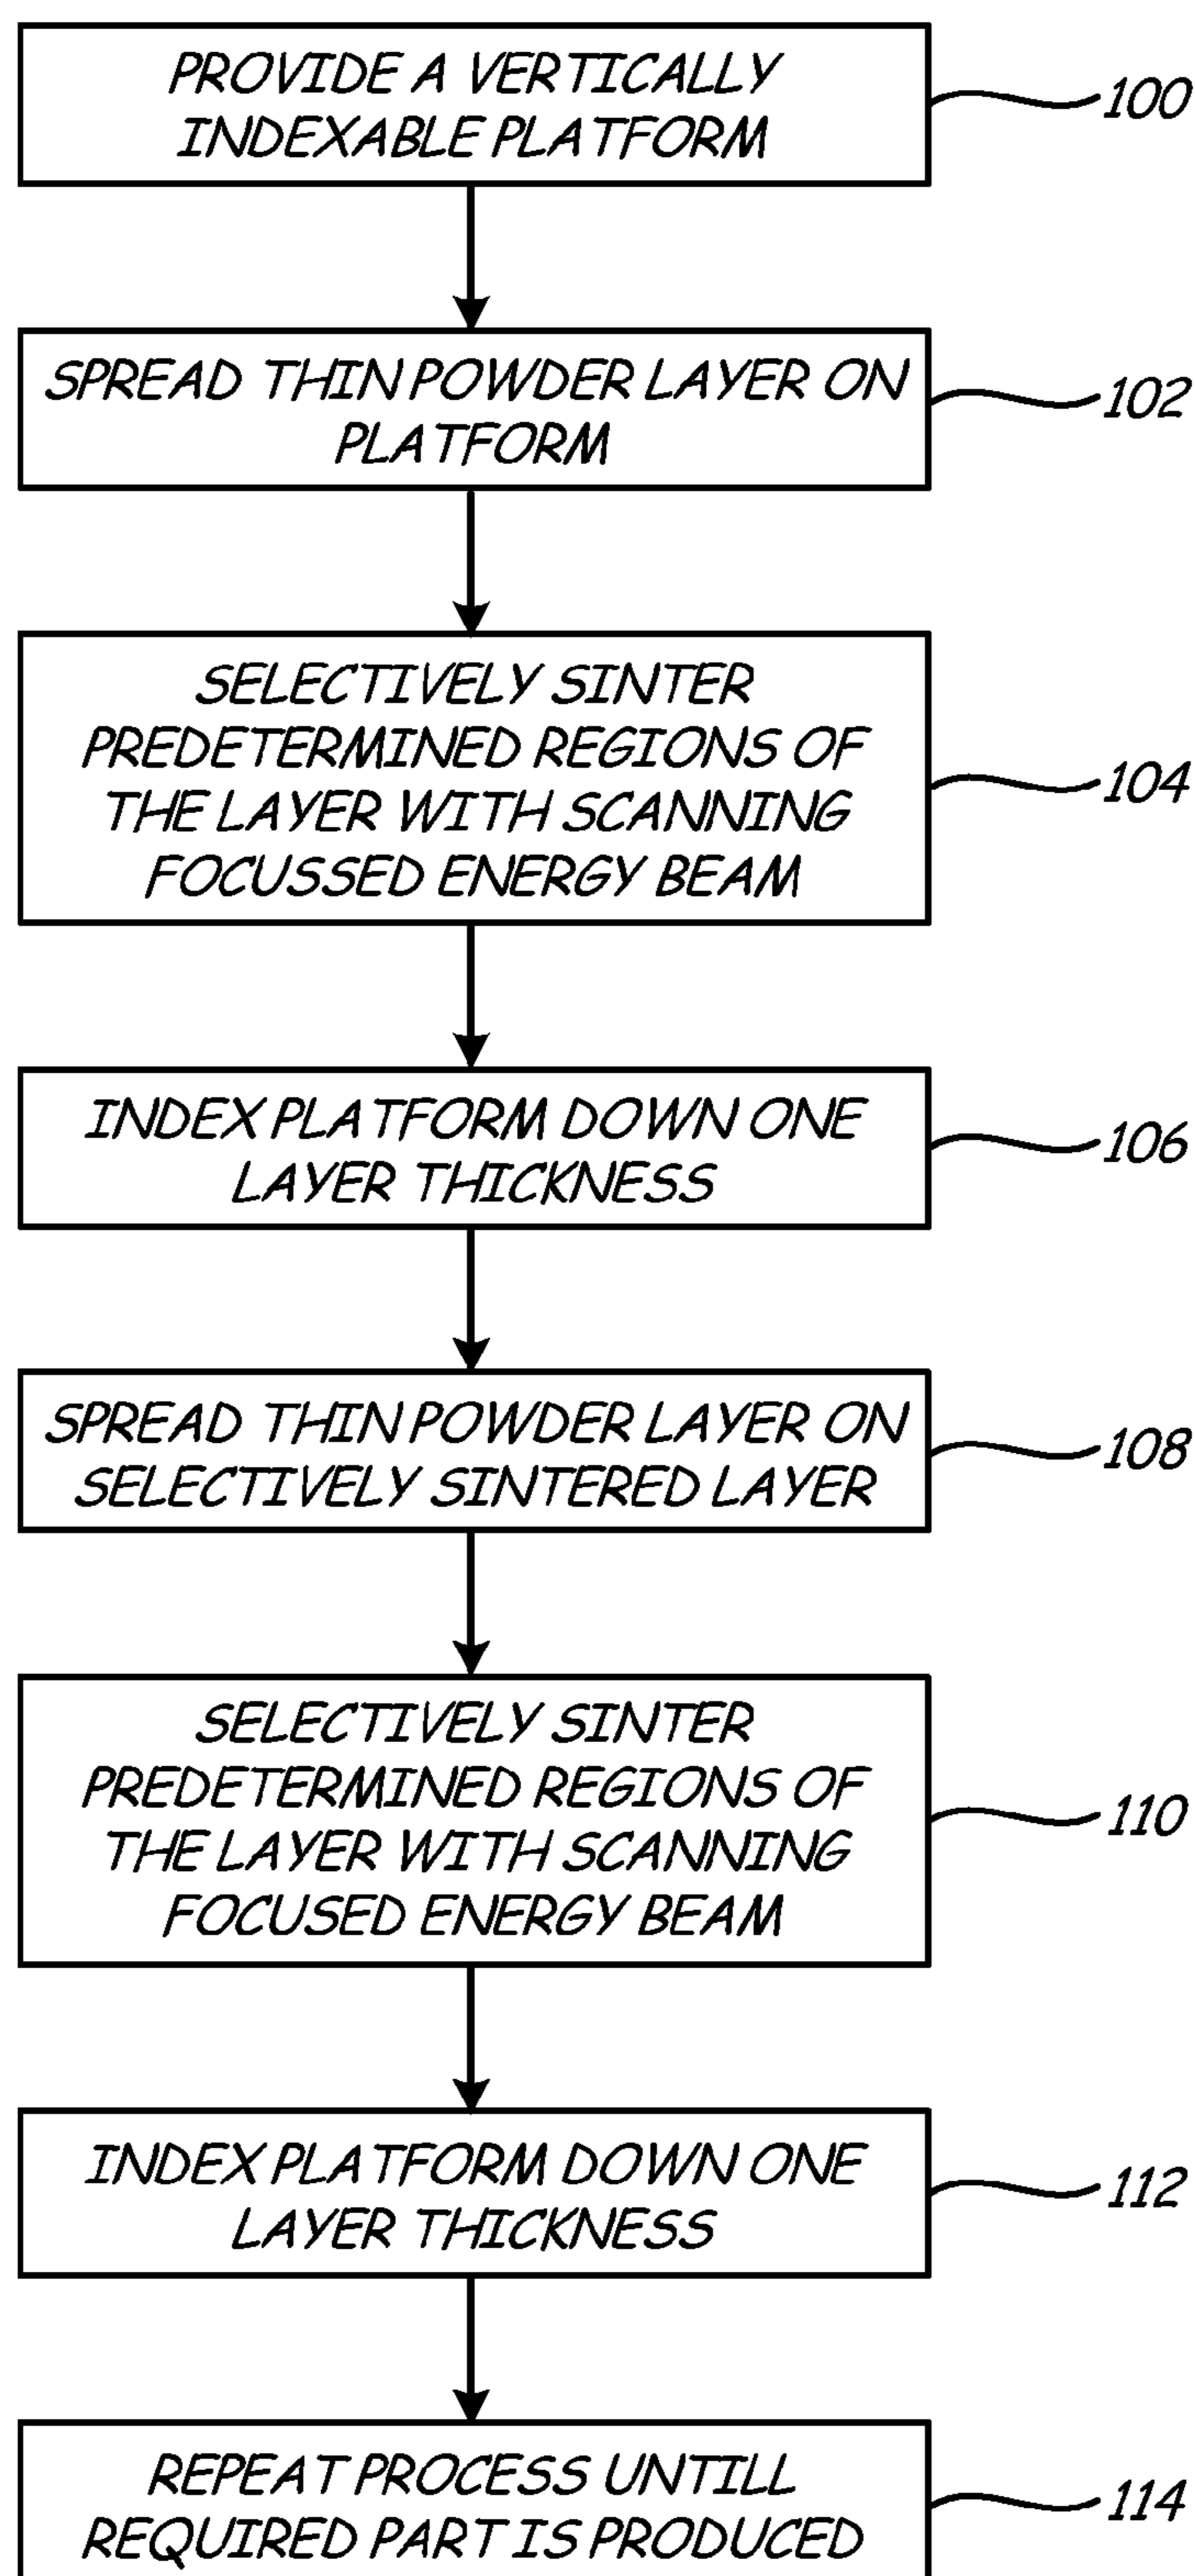 PROVIDE A VERTICALLY
INDEXABLE PLATFORM
100
SPREAD THIN POWDER LAYER ON
PLATFORM
102
SELECTIVELY SINTER
PREDETERMINED REGIONS OF
THE LAYER WITH SCANNING
FOCUSSED ENERGY BEAM
104
INDEX PLATFORM DOWN ONE
LAYER THICKNESS
106
SPREAD THIN POWDER LAYER ON
SELECTIVELY SINTERED LAYER
108
SELECTIVELY SINTER
PREDETERMINED REGIONS OF
THE LAYER WITH SCANNING
FOCUSED ENERGY BEAM
110
INDEX PLATFORM DOWN ONE
LAYER THICKNESS
112
REPEAT PROCESS UNTILL
REQUIRED PART IS PRODUCED
114